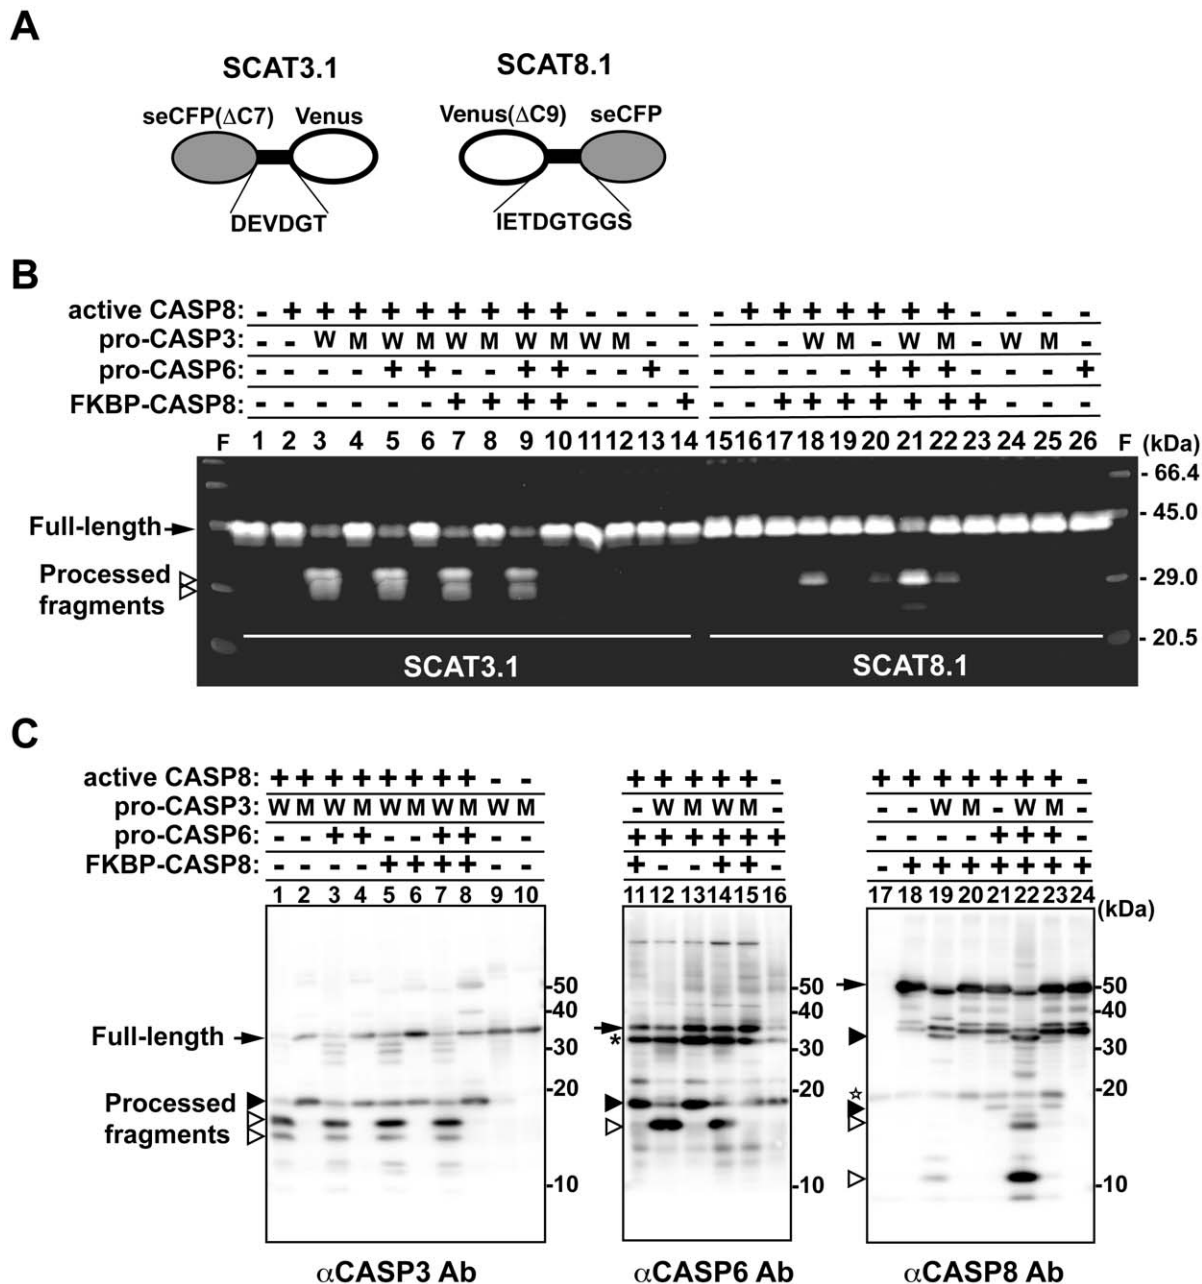 A
SCAT3.1 SCAT8.1
seCFP(ΔC7) Venus Venus(ΔC9) seCFP
DEVDGT IETDGTGGS
B
active CASP8: - + + + + + + + + + - - - - - + + + + + + + - - - -
pro-CASP3: - - W M W M W M W M W M - - - - - W M - W M - W M -
pro-CASP6: - - - - + + - - + + - - + - - - - - - + + + - - - +
FKBP-CASP8: - - - - - - + + + + - - - + - - + + + + + + + - - -
F 1 2 3 4 5 6 7 8 9 10 11 12 13 14 15 16 17 18 19 20 21 22 23 24 25 26 F (kDa)
- 66.4
Full-length - 45.0
Processed fragments - 29.0
- 20.5
SCAT3.1 SCAT8.1
C
active CASP8: + + + + + + + + - - + + + + + - + + + + + + + -
pro-CASP3: W M W M W M W M W M - W M W M - - - W M - W M -
pro-CASP6: - - + + - - + + - - + + + + + + - - - - + + + -
FKBP-CASP8: - - - - + + + + - - + - - + + - - + + + + + + +
1 2 3 4 5 6 7 8 9 10 11 12 13 14 15 16 17 18 19 20 21 22 23 24 (kDa)
-50 -50 -50
-40 -40 -40
Full-length -30 * -30 -30
-20 -20 ☆ -20
Processed fragments
-10 -10 -10
αCASP3 Ab αCASP6 Ab αCASP8 Ab